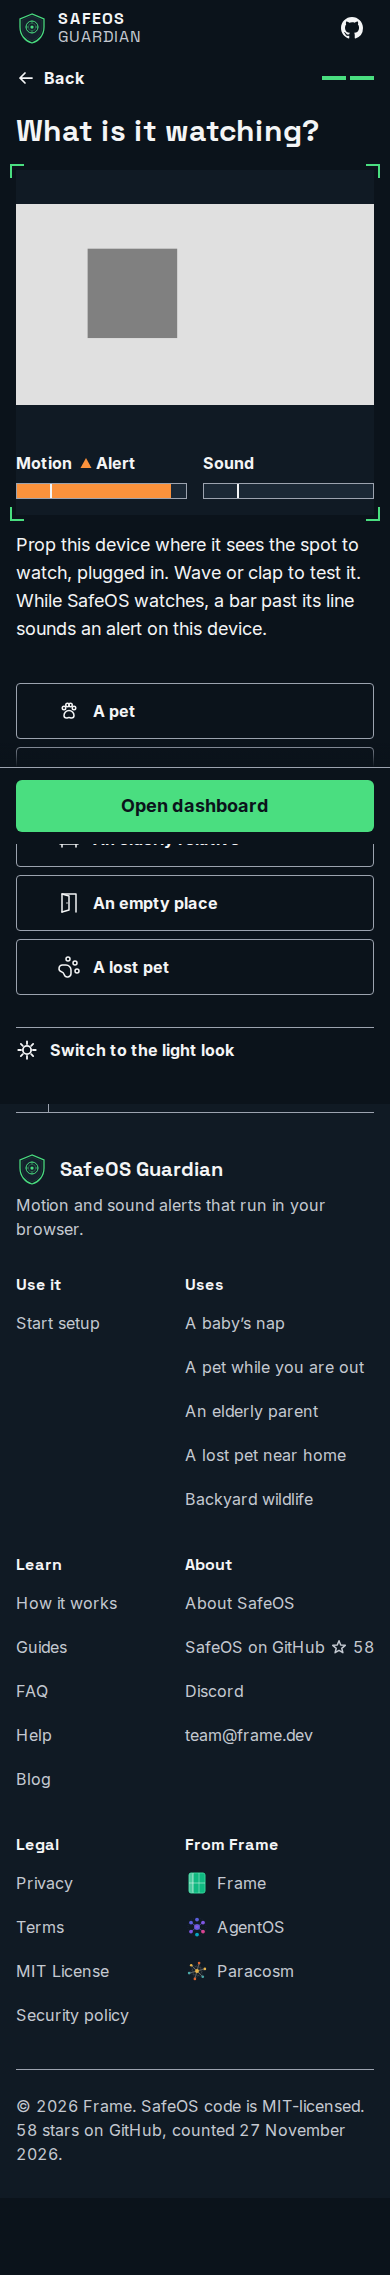 SAFEOS
GUARDIAN
Back
What is it watching?
Motion Alert
Sound
Prop this device where it sees the spot to
watch, plugged in. Wave or clap to test it.
While SafeOS watches, a bar past its line
sounds an alert on this device.
A pet
Open dashboard
An elderly relative
An empty place
A lost pet
Switch to the light look
SafeOS Guardian
Motion and sound alerts that run in your
browser.
Use it
Start setup
Uses
A baby’s nap
A pet while you are out
An elderly parent
A lost pet near home
Backyard wildlife
Learn
How it works
Guides
FAQ
Help
Blog
About
About SafeOS
SafeOS on GitHub 58
Discord
team@frame.dev
Legal
Privacy
Terms
MIT License
Security policy
From Frame
Frame
AgentOS
Paracosm
© 2026 Frame. SafeOS code is MIT-licensed.
58 stars on GitHub, counted 27 November
2026.